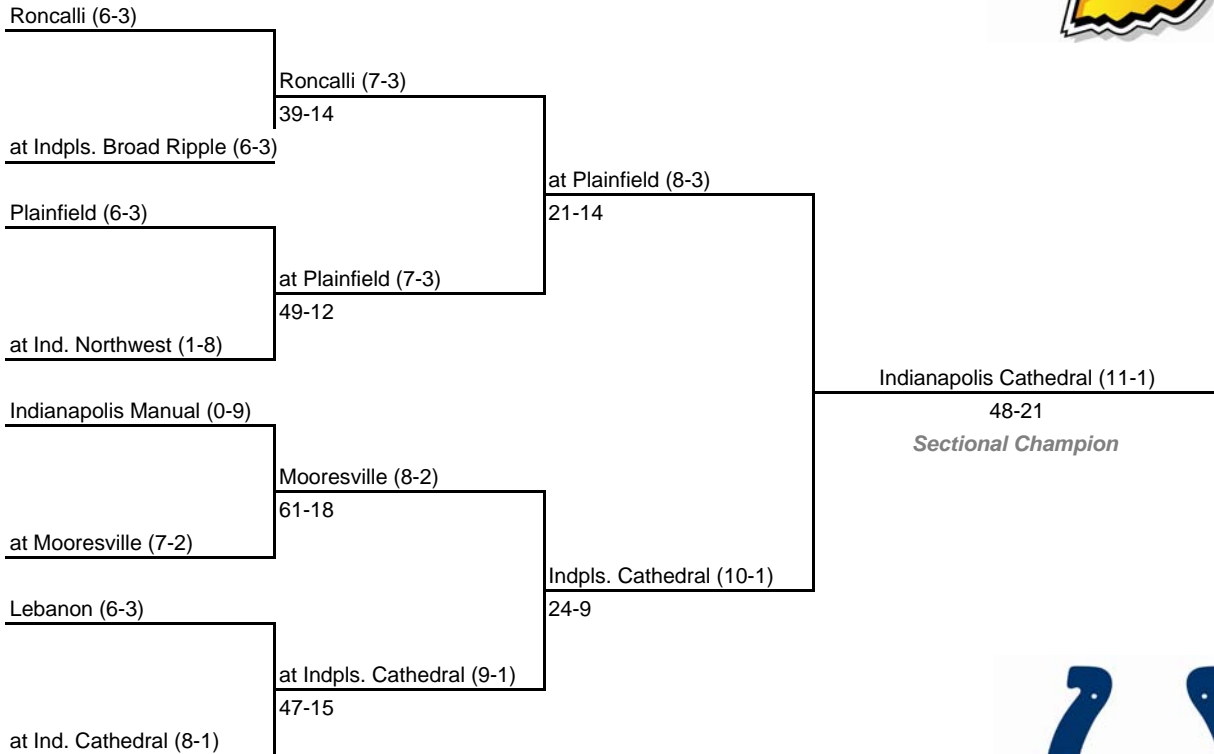 Roncalli (6-3)
Roncalli (7-3)
39-14
at Indpls. Broad Ripple (6-3)
at Plainfield (8-3)
Plainfield (6-3)
21-14
at Plainfield (7-3)
49-12
at Ind. Northwest (1-8)
Indianapolis Cathedral (11-1)
Indianapolis Manual (0-9)
48-21
Sectional Champion
Mooresville (8-2)
61-18
at Mooresville (7-2)
Indpls. Cathedral (10-1)
Lebanon (6-3)
24-9
at Indpls. Cathedral (9-1)
47-15
at Ind. Cathedral (8-1)